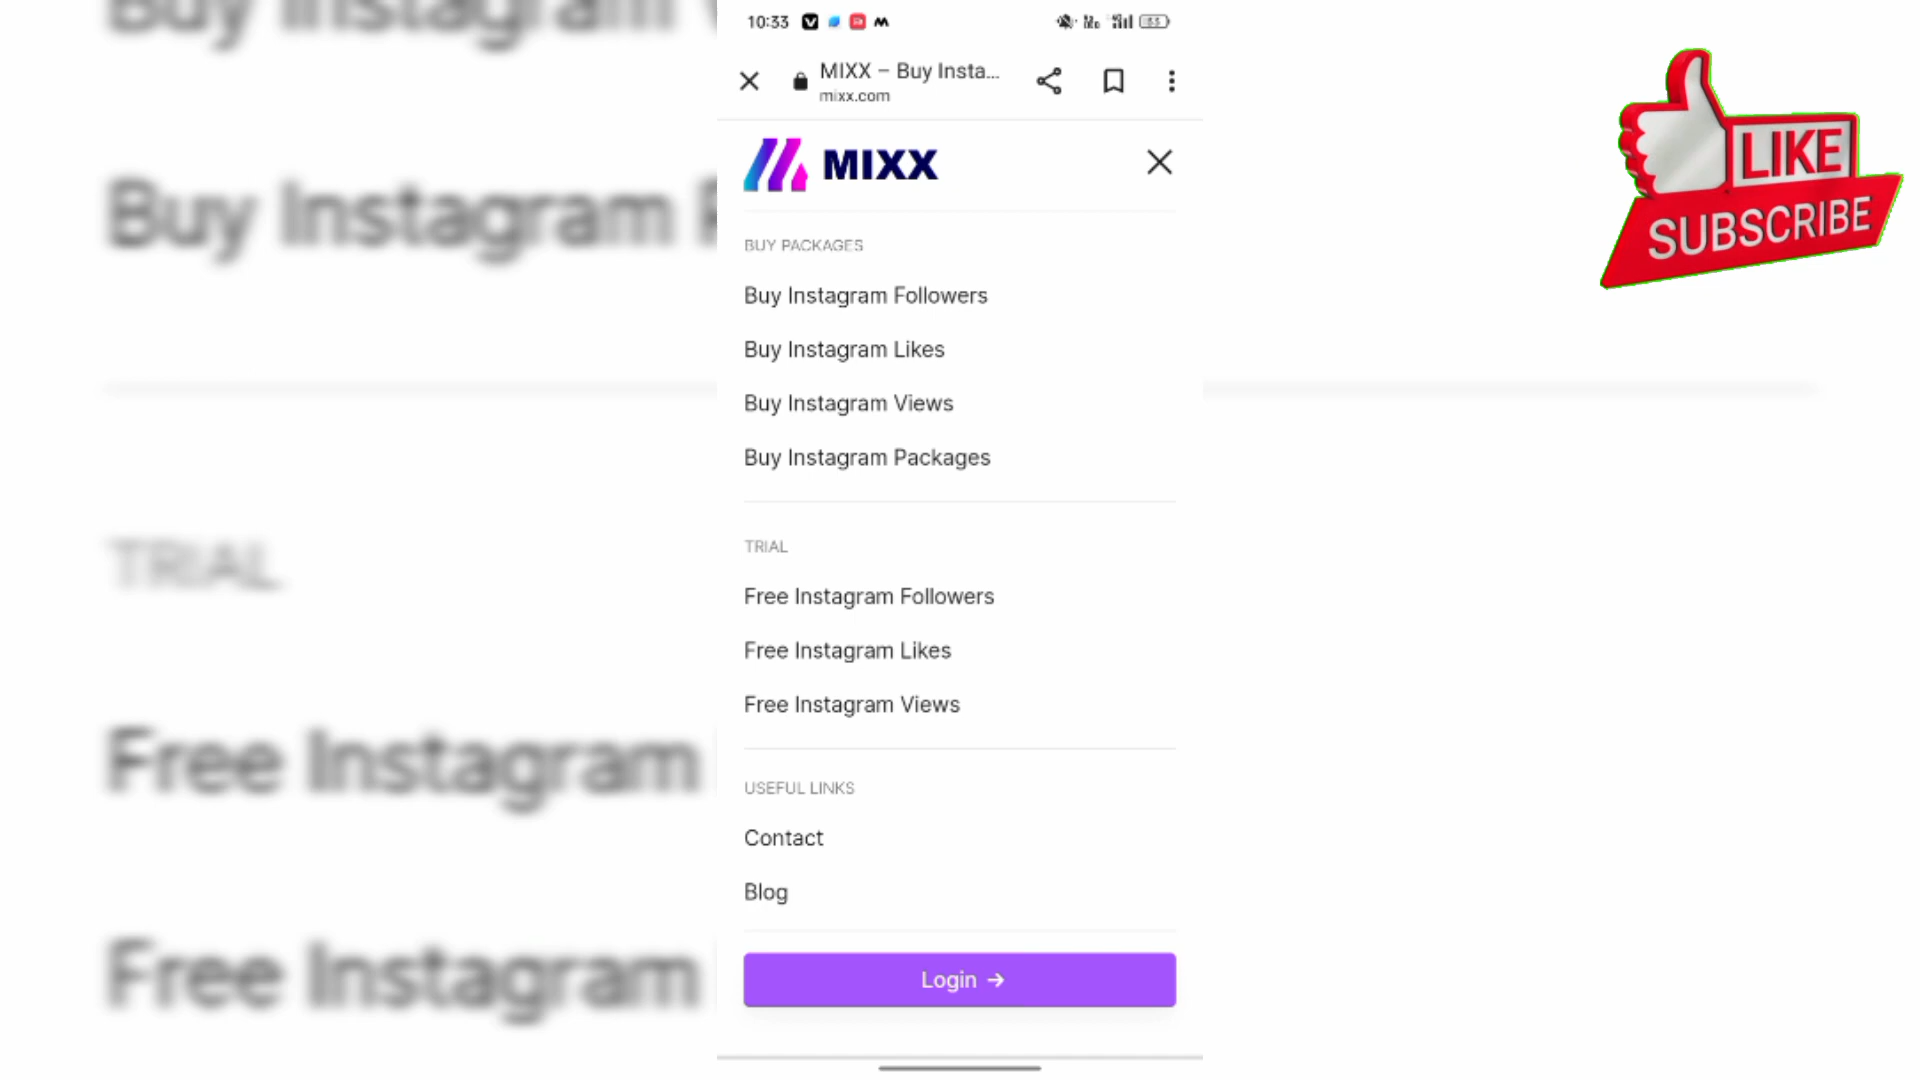 Buy Instagram
Buy Instagram
TRIAL
Free Instagram
Free Instagram
10:33
MIXX – Buy Insta...
mixx.com
MIXX
BUY PACKAGES
Buy Instagram Followers
Buy Instagram Likes
Buy Instagram Views
Buy Instagram Packages
TRIAL
Free Instagram Followers
Free Instagram Likes
Free Instagram Views
USEFUL LINKS
Contact
Blog
Login →
LIKE
SUBSCRIBE